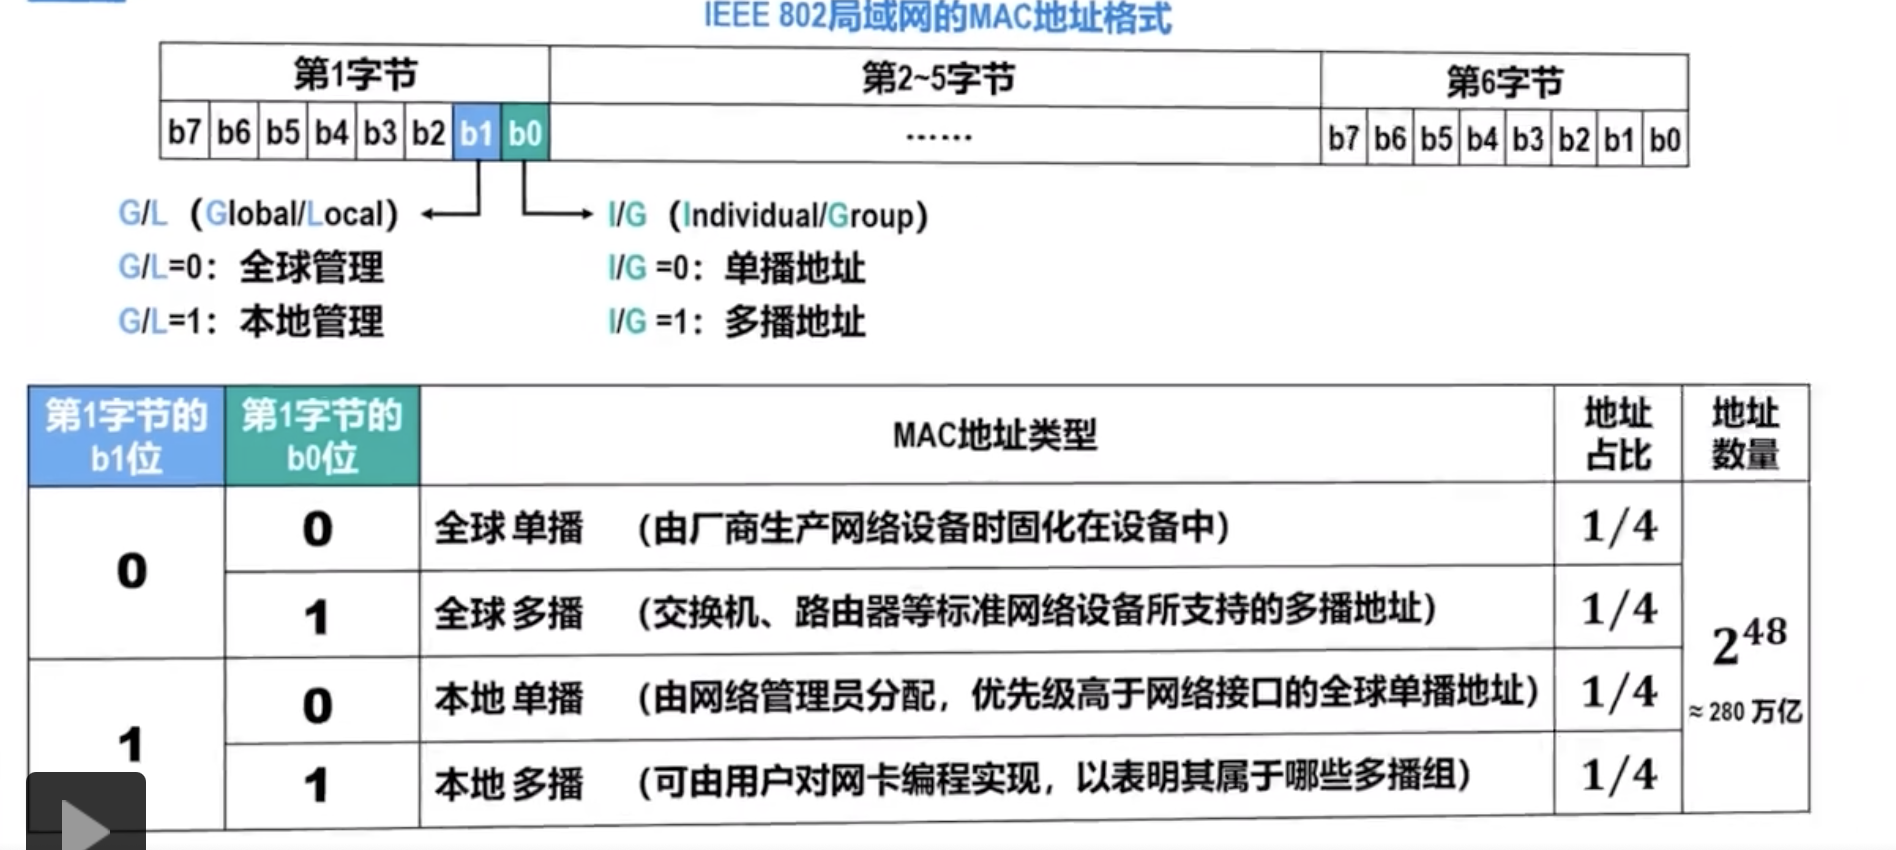 IEEE 802局域网的MAC地址格式
第1字节 第2~5字节 第6字节
b7 b6 b5 b4 b3 b2 b1 b0 …… b7 b6 b5 b4 b3 b2 b1 b0
G/L（Global/Local） I/G（Individual/Group）
G/L=0：全球管理 I/G =0：单播地址
G/L=1：本地管理 I/G =1：多播地址
第1字节的 第1字节的 MAC地址类型 地址 地址
b1位 b0位 占比 数量
0 0 全球 单播 （由厂商生产网络设备时固化在设备中） 1/4
1 全球 多播 （交换机、路由器等标准网络设备所支持的多播地址） 1/4
2⁴⁸
1 0 本地 单播 （由网络管理员分配，优先级高于网络接口的全球单播地址） 1/4
≈ 280 万亿
1 本地 多播 （可由用户对网卡编程实现，以表明其属于哪些多播组） 1/4